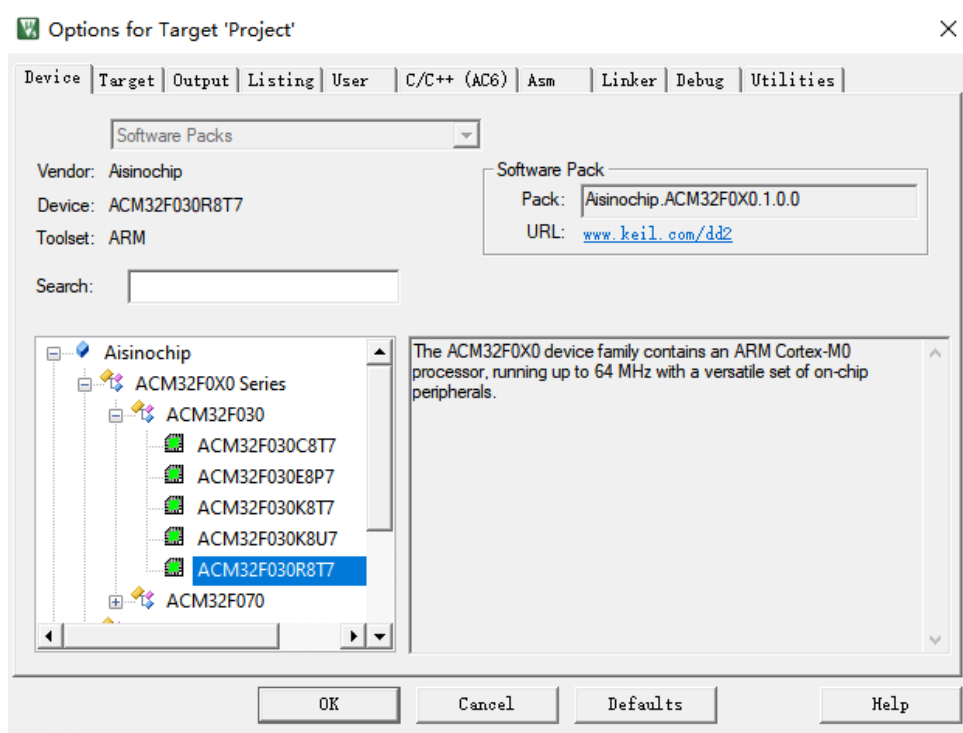 Options for Target 'Project'
Device Target Output Listing User C/C++ (AC6) Asm Linker Debug Utilities
Software Packs
Vendor: Aisinochip
Device: ACM32F030R8T7
Toolset: ARM
Software Pack
Pack: Aisinochip.ACM32F0X0.1.0.0
URL: www.keil.com/dd2
Search:
Aisinochip
ACM32F0X0 Series
ACM32F030
ACM32F030C8T7
ACM32F030E8P7
ACM32F030K8T7
ACM32F030K8U7
ACM32F030R8T7
ACM32F070
The ACM32F0X0 device family contains an ARM Cortex-M0
processor, running up to 64 MHz with a versatile set of on-chip
peripherals.
OK Cancel Defaults Help